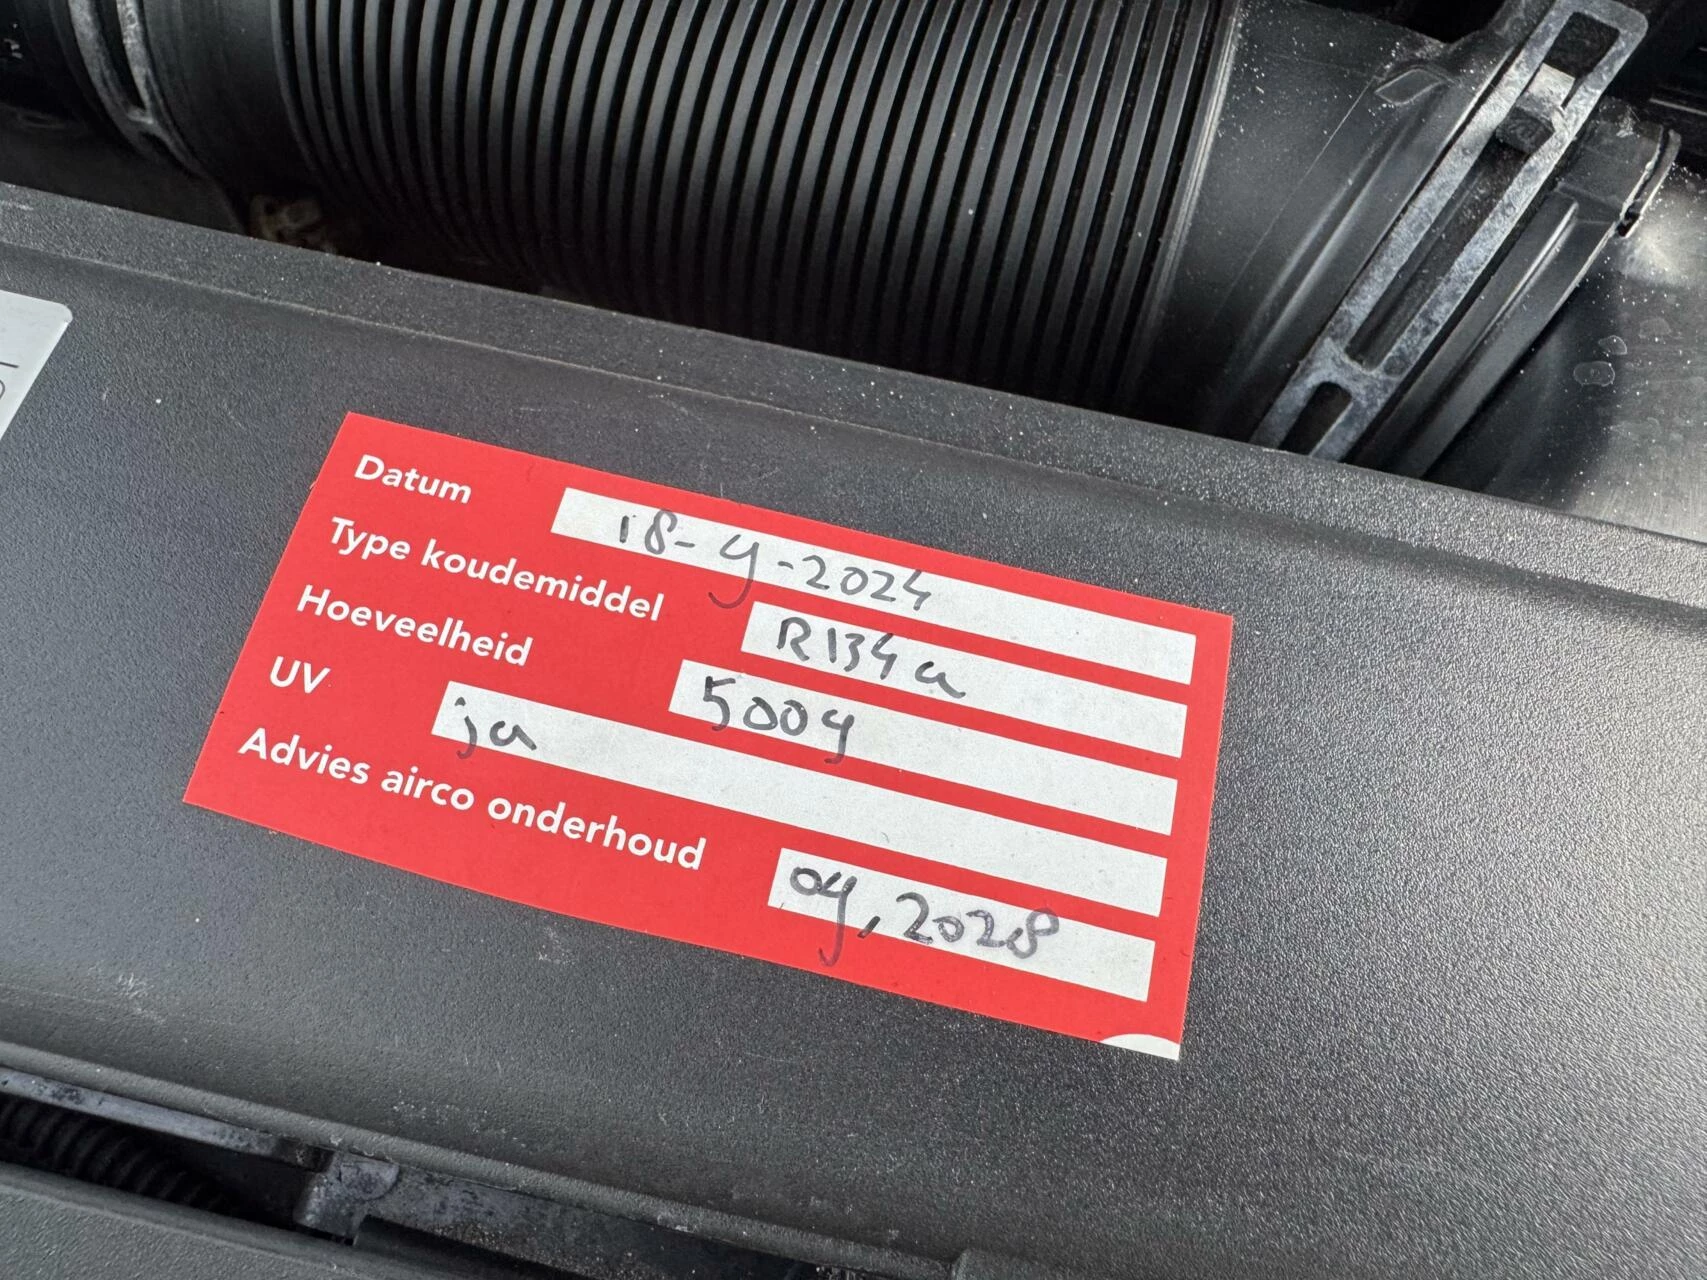 Datum 18-9-2024
Type koudemiddel R134a
Hoeveelheid 500g
UV ja
Advies airco onderhoud 09, 2028